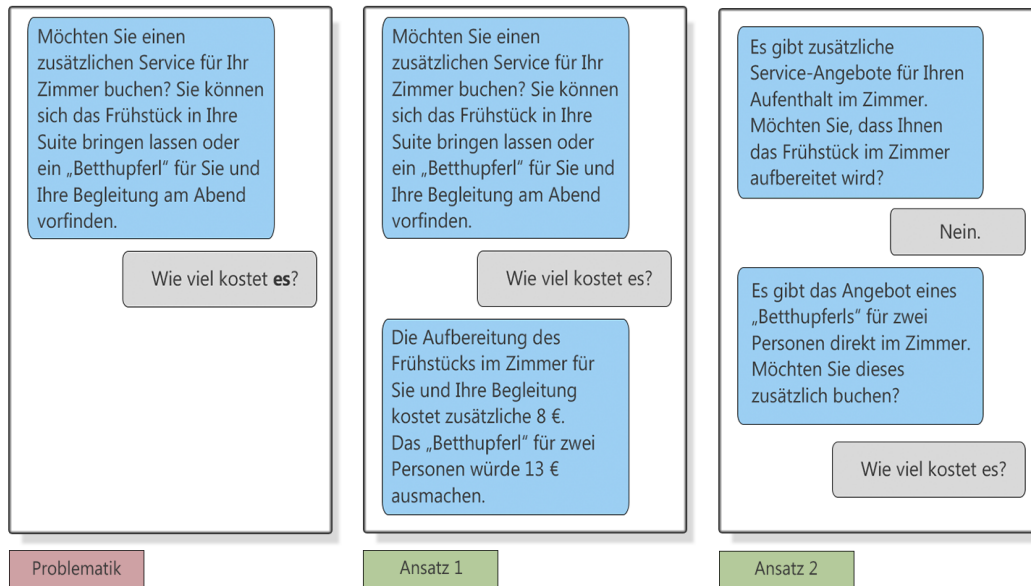 Möchten Sie einen
zusätzlichen Service für Ihr
Zimmer buchen? Sie können
sich das Frühstück in Ihre
Suite bringen lassen oder
ein „Betthupferl“ für Sie und
Ihre Begleitung am Abend
vorfinden.
Wie viel kostet es?
Problematik
Möchten Sie einen
zusätzlichen Service für Ihr
Zimmer buchen? Sie können
sich das Frühstück in Ihre
Suite bringen lassen oder
ein „Betthupferl“ für Sie und
Ihre Begleitung am Abend
vorfinden.
Wie viel kostet es?
Die Aufbereitung des
Frühstücks im Zimmer für
Sie und Ihre Begleitung
kostet zusätzliche 8 €.
Das „Betthupferl“ für zwei
Personen würde 13 €
ausmachen.
Ansatz 1
Es gibt zusätzliche
Service-Angebote für Ihren
Aufenthalt im Zimmer.
Möchten Sie, dass Ihnen
das Frühstück im Zimmer
aufbereitet wird?
Nein.
Es gibt das Angebot eines
„Betthupferls“ für zwei
Personen direkt im Zimmer.
Möchten Sie dieses
zusätzlich buchen?
Wie viel kostet es?
Ansatz 2